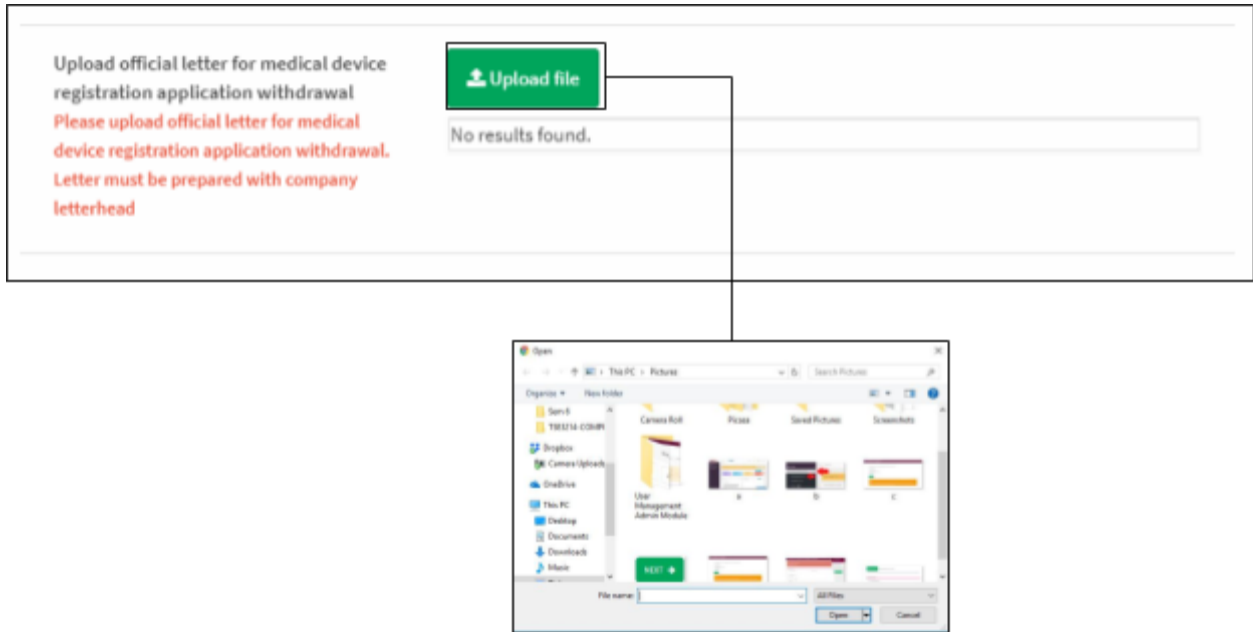 Upload official letter for medical device
registration application withdrawal
Please upload official letter for medical
device registration application withdrawal.
Letter must be prepared with company
letterhead
Upload file
No results found.
Open
This PC › Pictures
Search Pictures
Organize
New folder
Sem 6
Dropbox
Camera Uploads
OneDrive
This PC
Desktop
Documents
Downloads
Music
Camera Roll
Picasa
Saved Pictures
Screenshots
User
Management
Admin Module
a
b
c
NEXT
File name:
All Files
Open
Cancel